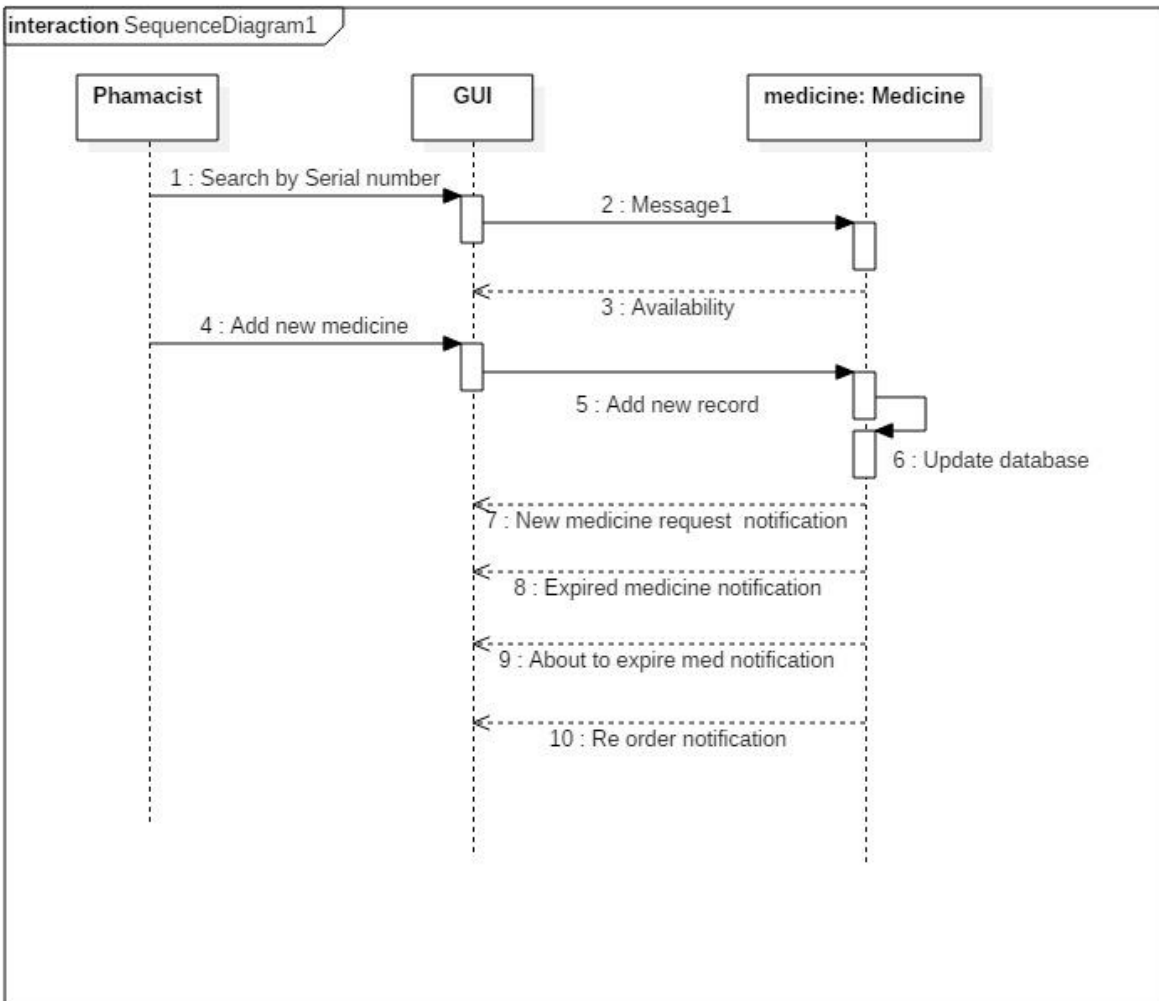 interaction SequenceDiagram1
Phamacist
GUI
medicine: Medicine
1 : Search by Serial number
2 : Message1
3 : Availability
4 : Add new medicine
5 : Add new record
6 : Update database
7 : New medicine request  notification
8 : Expired medicine notification
9 : About to expire med notification
10 : Re order notification